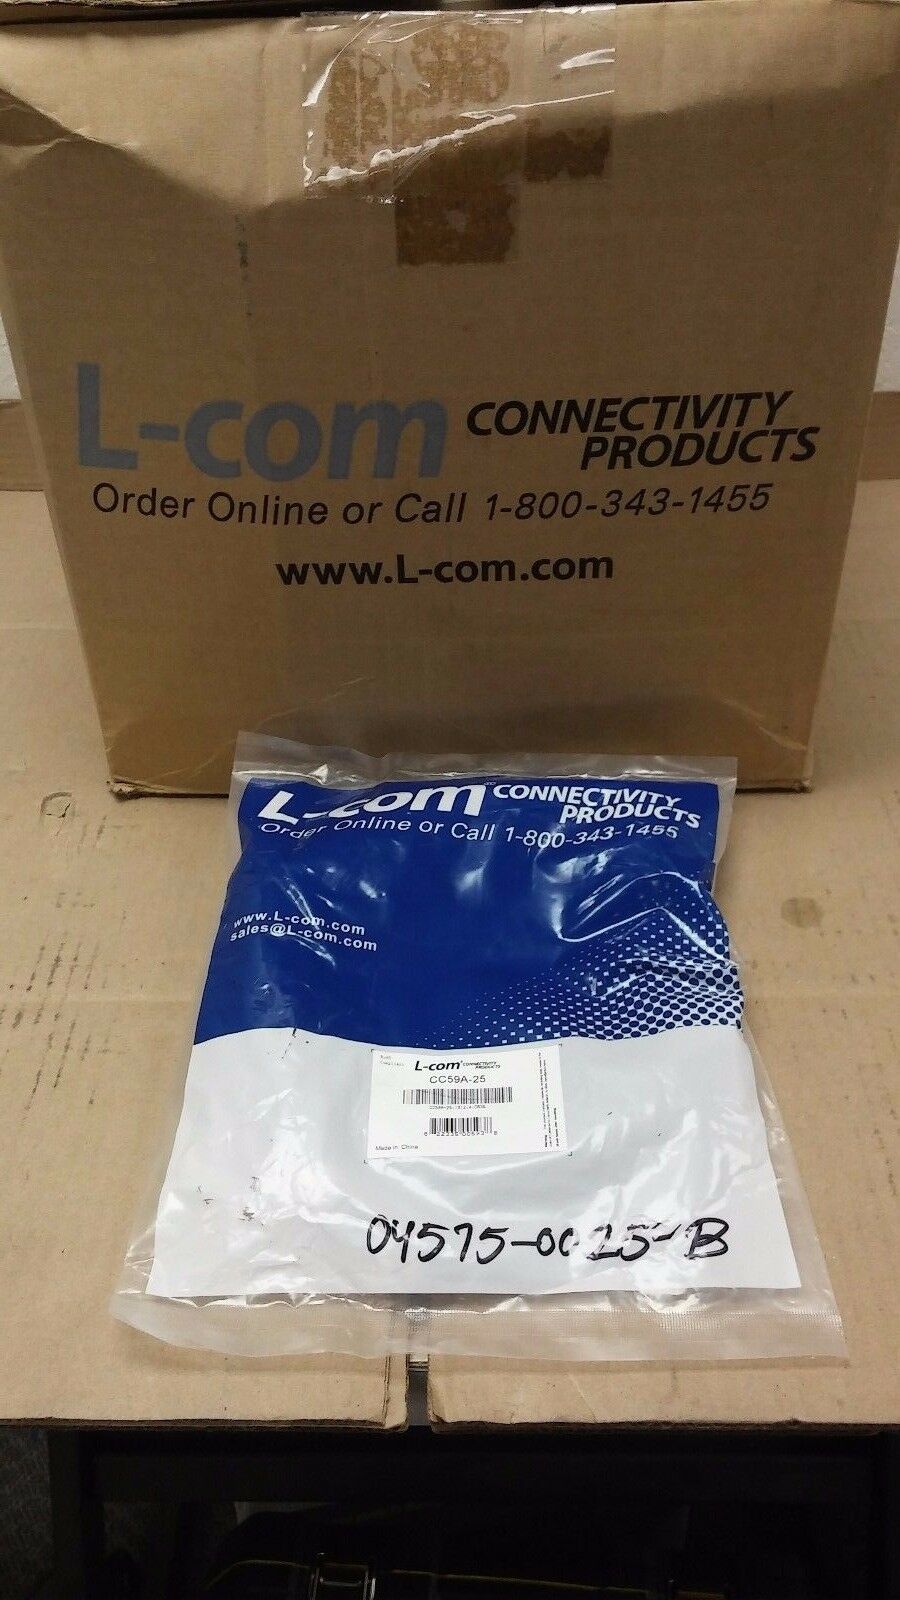 L-com CONNECTIVITY
PRODUCTS
Order Online or Call 1-800-343-1455
www.L-com.com
L-com CONNECTIVITY
PRODUCTS
Order Online or Call 1-800-343-1455
www.L-com.com
sales@L-com.com
RoHS
Compliant
L-com CONNECTIVITY
PRODUCTS
CC59A-25
Made in China
04575-0025-B